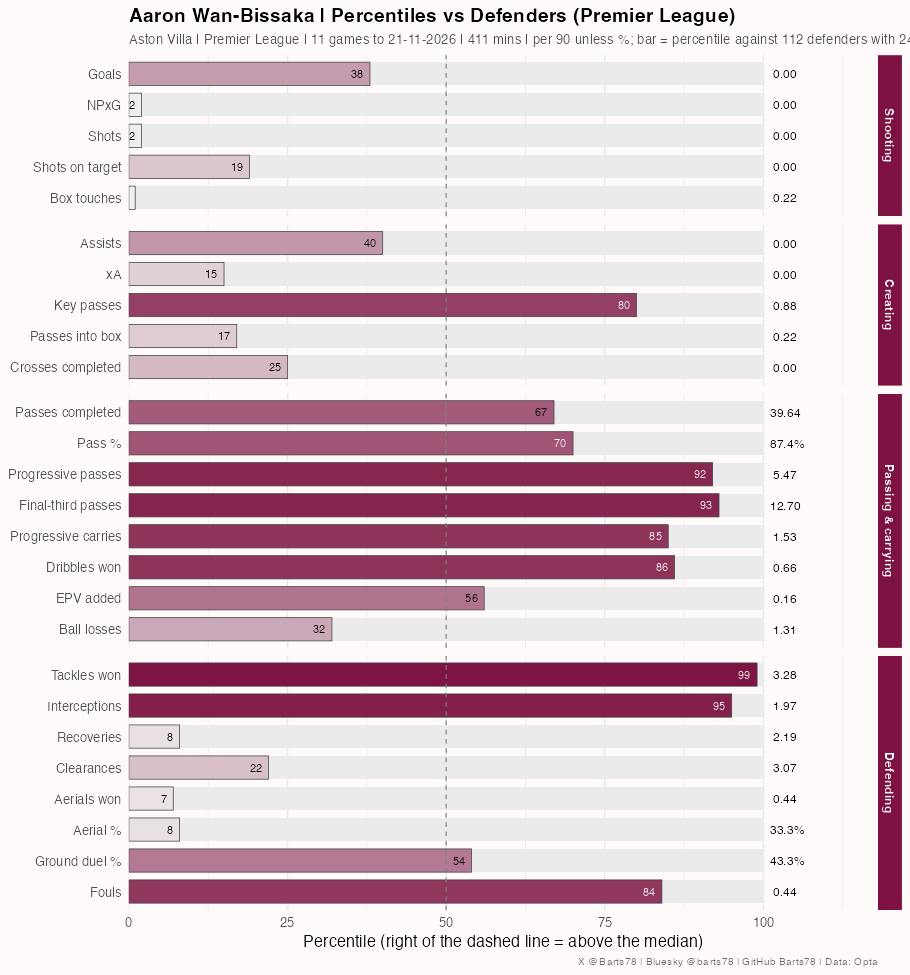 Aaron Wan-Bissaka | Percentiles vs Defenders (Premier League)
Aston Villa | Premier League | 11 games to 21-11-2026 | 411 mins | per 90 unless %; bar = percentile against 112 defenders with 24
Goals 38 0.00
NPxG 2 0.00
Shots 2 0.00
Shots on target 19 0.00
Box touches 0.22
Shooting
Assists 40 0.00
xA 15 0.00
Key passes 80 0.88
Passes into box 17 0.22
Crosses completed 25 0.00
Creating
Passes completed 67 39.64
Pass % 70 87.4%
Progressive passes 92 5.47
Final-third passes 93 12.70
Progressive carries 85 1.53
Dribbles won 86 0.66
EPV added 56 0.16
Ball losses 32 1.31
Passing & carrying
Tackles won 99 3.28
Interceptions 95 1.97
Recoveries 8 2.19
Clearances 22 3.07
Aerials won 7 0.44
Aerial % 8 33.3%
Ground duel % 54 43.3%
Fouls 84 0.44
Defending
0 25 50 75 100
Percentile (right of the dashed line = above the median)
X @Barts78 | Bluesky @barts78 | GitHub Barts78 | Data: Opta